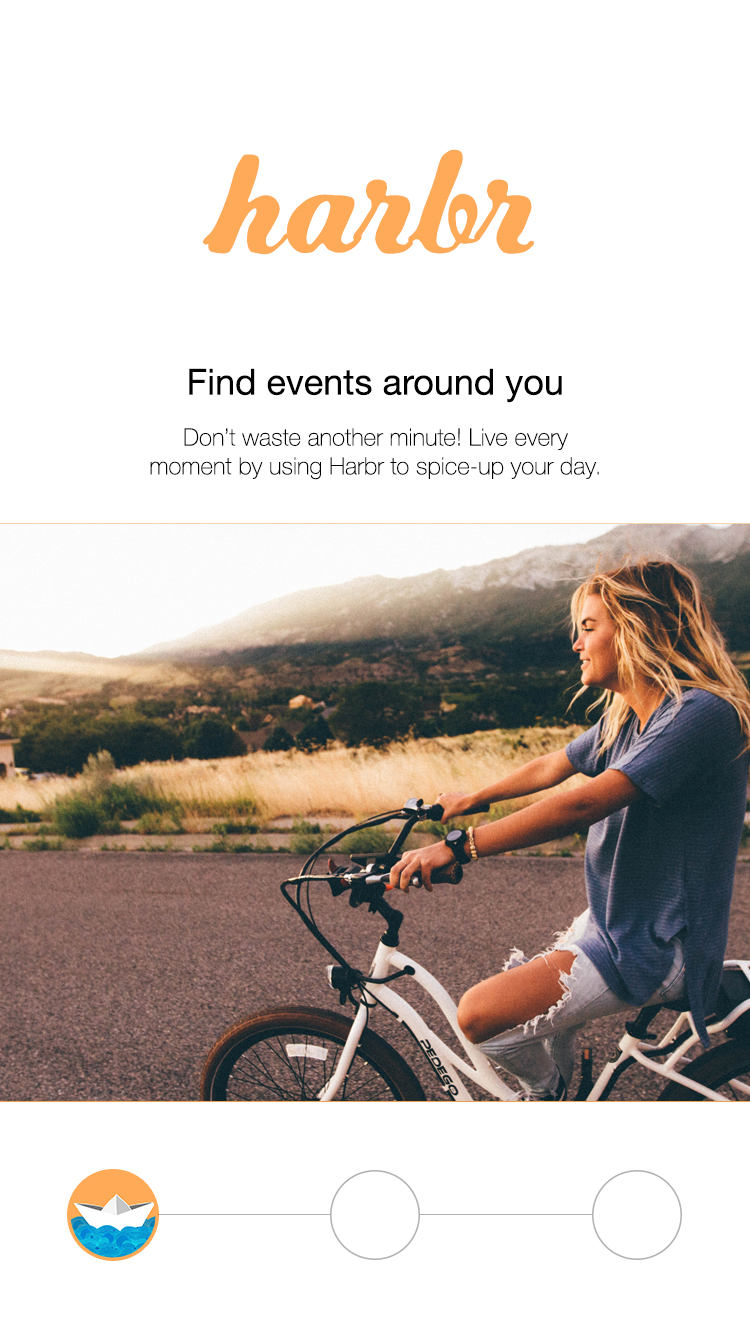 harbr
Find events around you
Don’t waste another minute! Live every
moment by using Harbr to spice-up your day.
PEDEGO